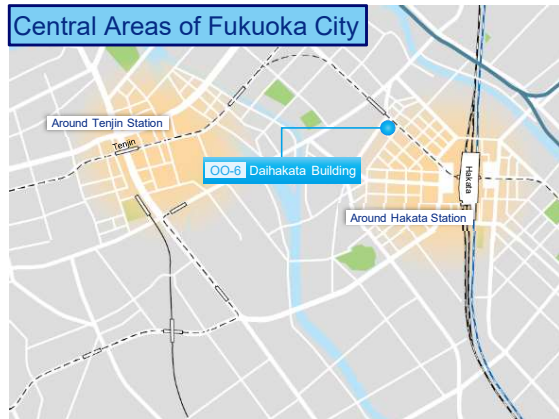 Central Areas of Fukuoka City
Around Tenjin Station
Tenjin
OO-6 Daihakata Building
Hakata
Around Hakata Station